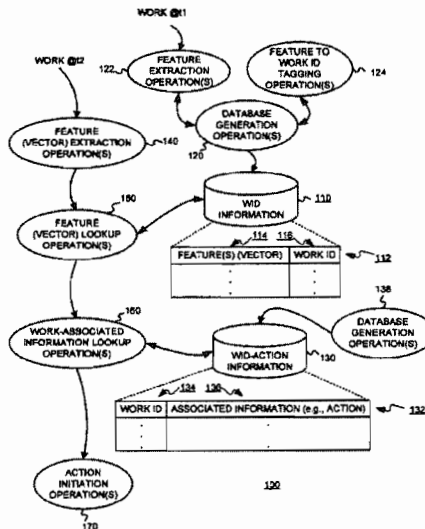 WORK @t1
WORK @t2
122
FEATURE
EXTRACTION
OPERATION(S)
FEATURE TO
WORK ID
TAGGING
OPERATION(S)
124
FEATURE
(VECTOR) EXTRACTION
OPERATION(S)
140
DATABASE
GENERATION
OPERATION(S)
120
150
FEATURE
(VECTOR) LOOKUP
OPERATION(S)
WID
INFORMATION
110
114
116
FEATURE(S) (VECTOR)
WORK ID
112
160
WORK-ASSOCIATED
INFORMATION LOOKUP
OPERATION(S)
WID-ACTION
INFORMATION
130
138
DATABASE
GENERATION
OPERATION(S)
134
136
WORK ID
ASSOCIATED INFORMATION (e.g., ACTION)
132
ACTION
INITIATION
OPERATION(S)
170
100